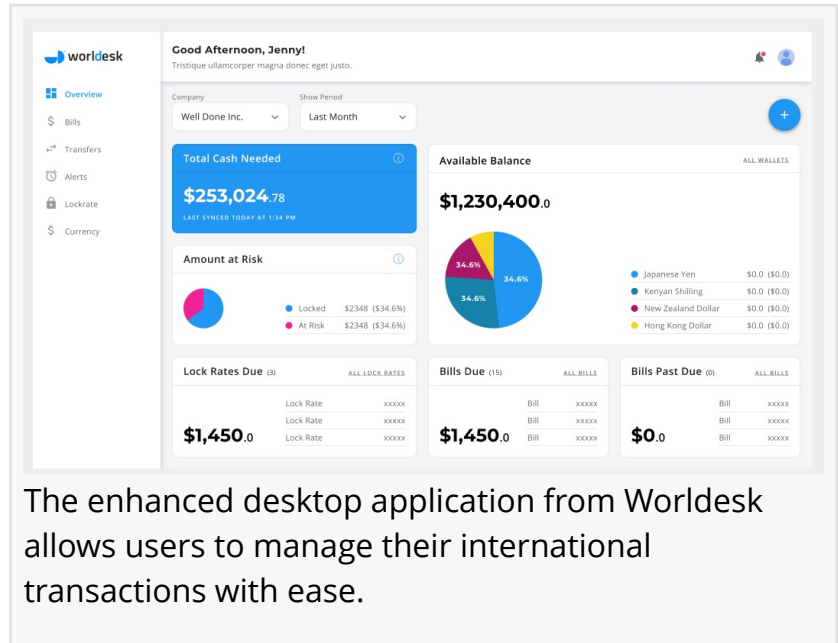 worldesk
Good Afternoon, Jenny!
Tristique ullamcorper magna donec eget justo.
Overview
Bills
Transfers
Alerts
Lockrate
Currency
Company
Show Period
Well Done Inc.
Last Month
+
Total Cash Needed
$253,024.78
LAST SYNCED TODAY AT 1:34 PM
Available Balance
ALL WALLETS
$1,230,400.0
34.6%
34.6%
34.6%
Japanese Yen $0.0 ($0.0)
Kenyan Shilling $0.0 ($0.0)
New Zealand Dollar $0.0 ($0.0)
Hong Kong Dollar $0.0 ($0.0)
Amount at Risk
Locked $2348 ($34.6%)
At Risk $2348 ($34.6%)
Lock Rates Due (3)
ALL LOCK RATES
Lock Rate xxxxx
Lock Rate xxxxx
$1,450.0 Lock Rate xxxxx
Bills Due (15)
ALL BILLS
Bill xxxxx
Bill xxxxx
$1,450.0 Bill xxxxx
Bills Past Due (0)
ALL BILLS
Bill xxxxx
Bill xxxxx
$0.0 Bill xxxxx
The enhanced desktop application from Worldesk
allows users to manage their international
transactions with ease.